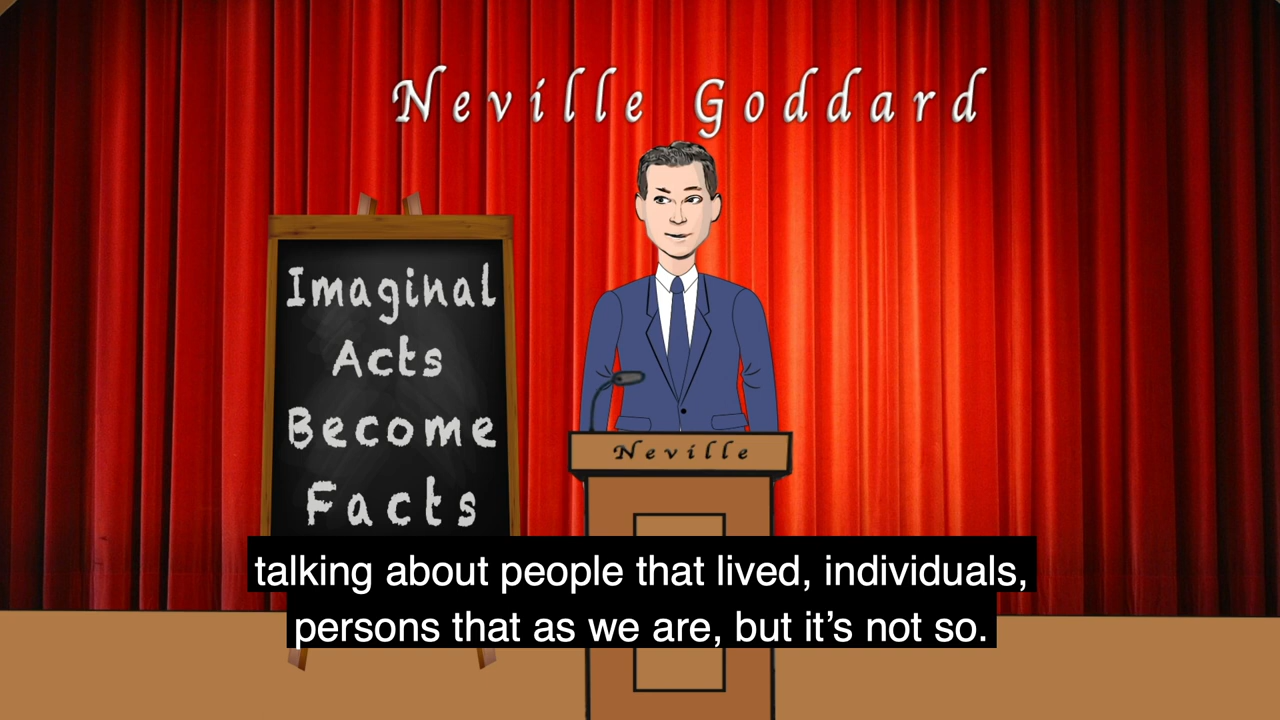 Neville Goddard
Imaginal
Acts
Become
Facts
Neville
talking about people that lived, individuals,
persons that as we are, but it’s not so.